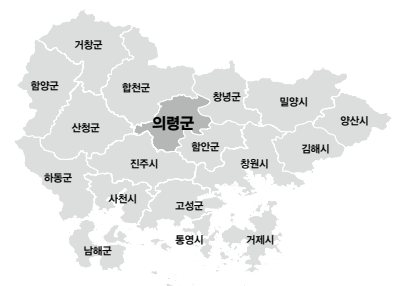 거창군
함양군
합천군
창녕군
밀양시
양산시
의령군
산청군
함안군
김해시
진주시
창원시
하동군
사천시
고성군
통영시
거제시
남해군